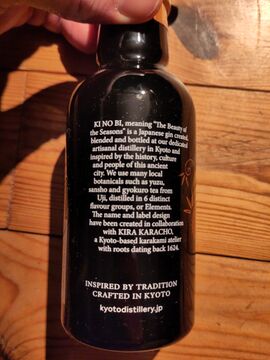 KI NO BI, meaning "The Beauty of
the Seasons" is a Japanese gin created,
blended and bottled at our dedicated
artisanal distillery in Kyoto and
inspired by the history, culture
and people of this ancient
city. We use many local
botanicals such as yuzu,
sansho and gyokuro tea from
Uji, distilled in 6 distinct
flavour groups, or Elements.
The name and label design
have been created in collaboration
with KIRA KARACHO,
a Kyoto-based karakami atelier
with roots dating back 1624.
INSPIRED BY TRADITION
CRAFTED IN KYOTO
kyotodistillery.jp